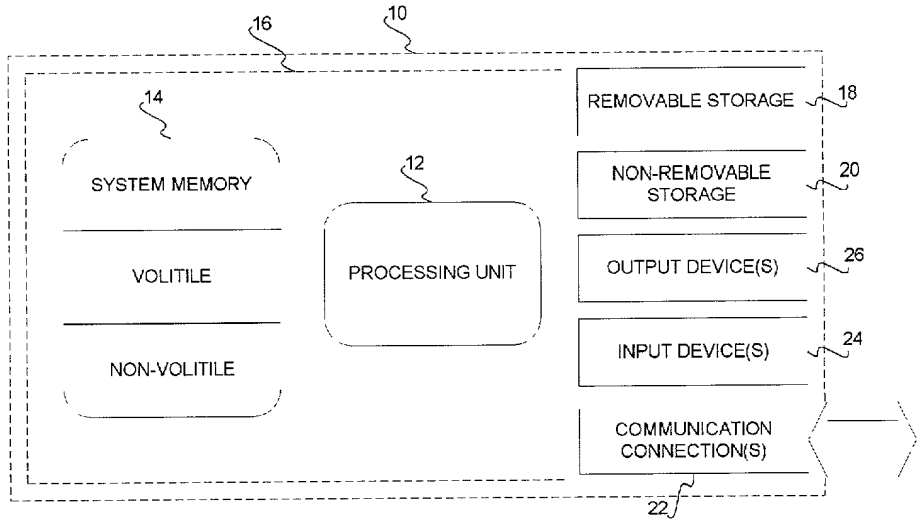 10
16
14
SYSTEM MEMORY
VOLITILE
NON-VOLITILE
12
PROCESSING UNIT
REMOVABLE STORAGE
18
NON-REMOVABLE
STORAGE
20
OUTPUT DEVICE(S)
26
INPUT DEVICE(S)
24
COMMUNICATION
CONNECTION(S)
22